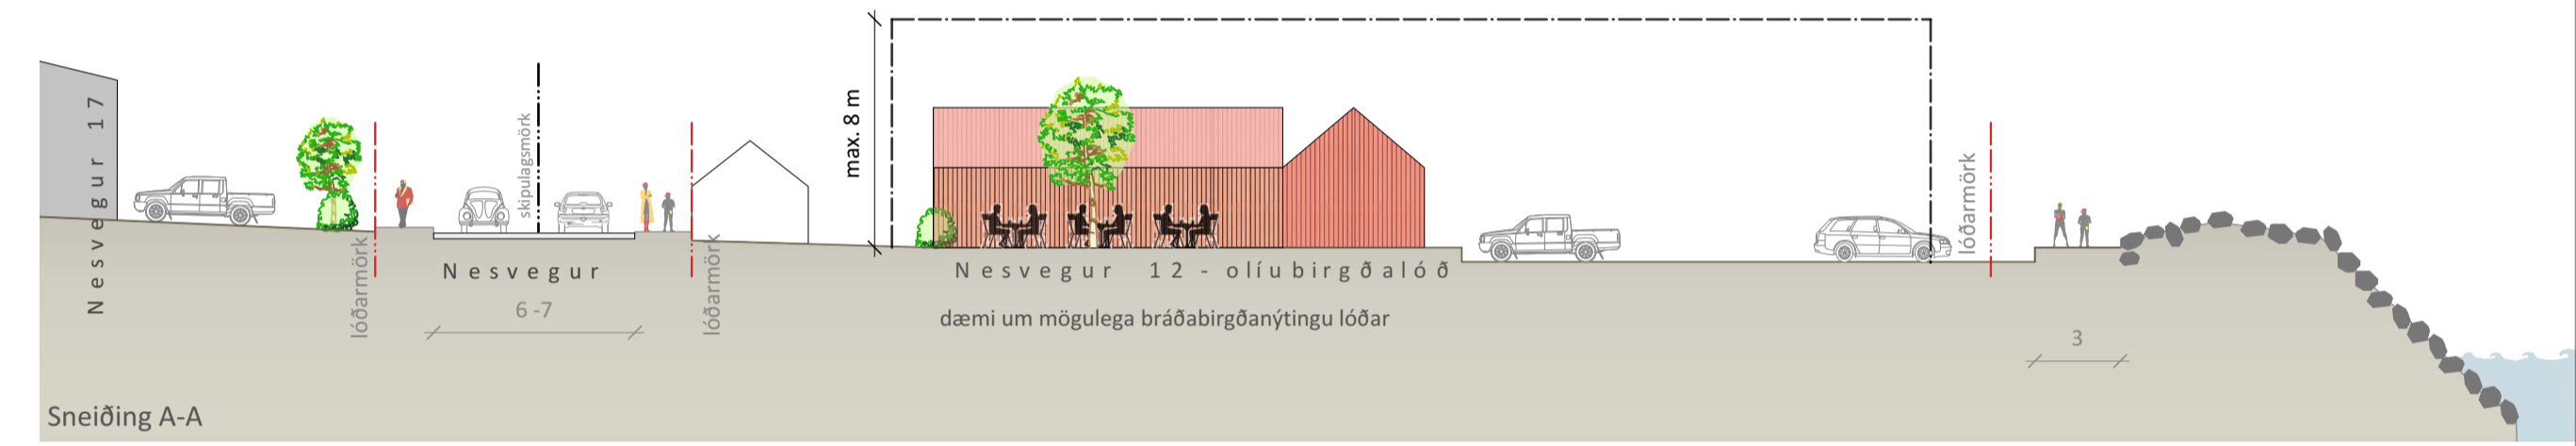 Nesvegur 17
lóðarmörk
Nesvegur
6 -7
skipulagsmörk
lóðarmörk
max. 8 m
Nesvegur 12 - olíubirgðalóð
dæmi um mögulega bráðabirgðanýtingu lóðar
lóðarmörk
3
Sneiðing A-A